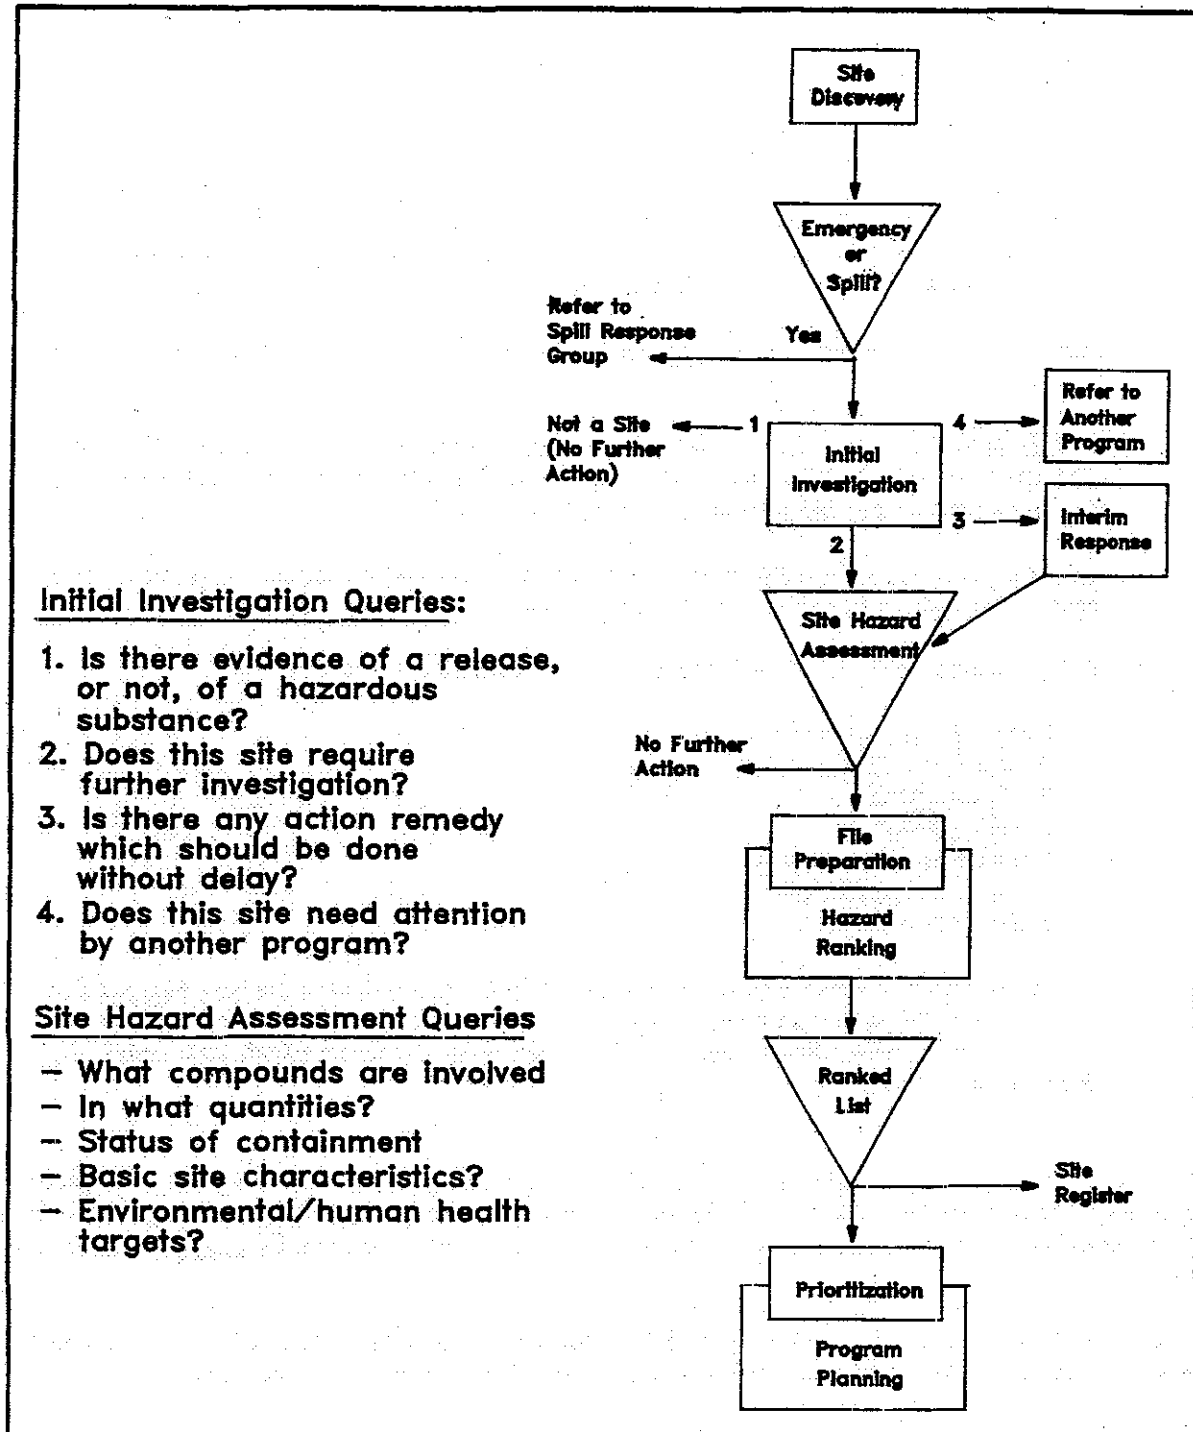 Site
Discovery
Emergency
or
Spill?
Refer to
Spill Response
Group
Yes
Not a Site
(No Further
Action)
1
4
Refer to
Another
Program
Initial
Investigation
3
Interim
Response
2
Site Hazard
Assessment
No Further
Action
File
Preparation
Hazard
Ranking
Ranked
List
Site
Register
Prioritization
Program
Planning
Initial Investigation Queries:
1. Is there evidence of a release,
or not, of a hazardous
substance?
2. Does this site require
further investigation?
3. Is there any action remedy
which should be done
without delay?
4. Does this site need attention
by another program?
Site Hazard Assessment Queries
– What compounds are involved
– In what quantities?
– Status of containment
– Basic site characteristics?
– Environmental/human health
targets?